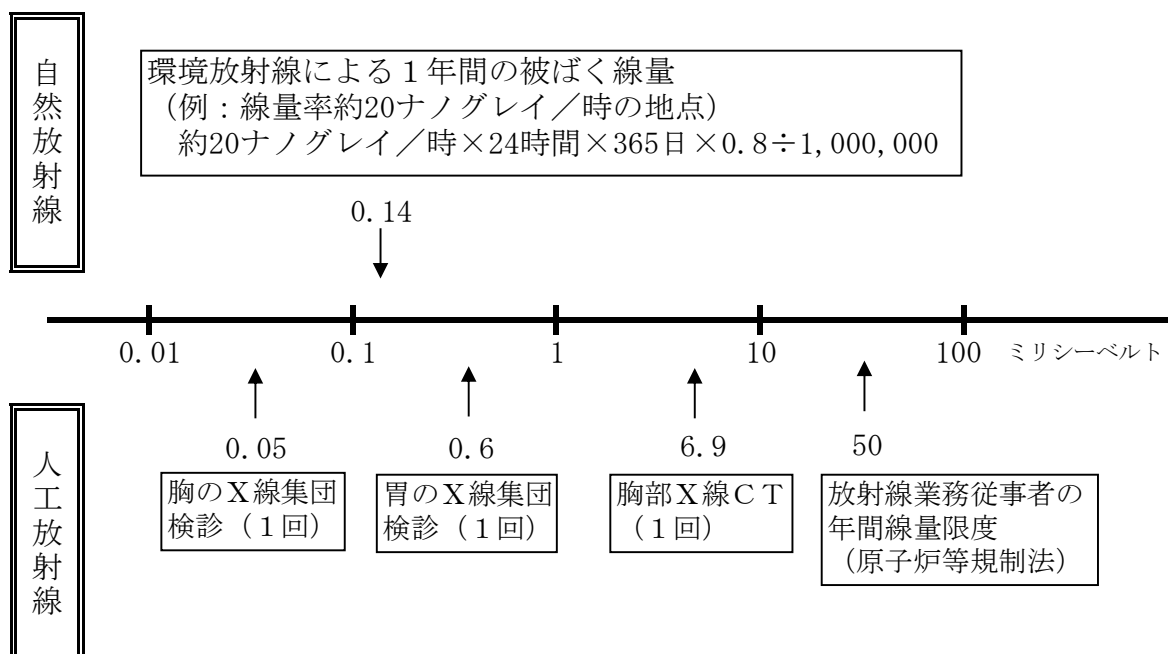 自然放射線
環境放射線による１年間の被ばく線量
（例：線量率約20ナノグレイ／時の地点）
約20ナノグレイ／時×24時間×365日×0.8÷1,000,000
0.14
0.01
0.1
1
10
100
ミリシーベルト
人工放射線
0.05
胸のＸ線集団
検診（１回）
0.6
胃のＸ線集団
検診（１回）
6.9
胸部Ｘ線ＣＴ
（１回）
50
放射線業務従事者の
年間線量限度
（原子炉等規制法）